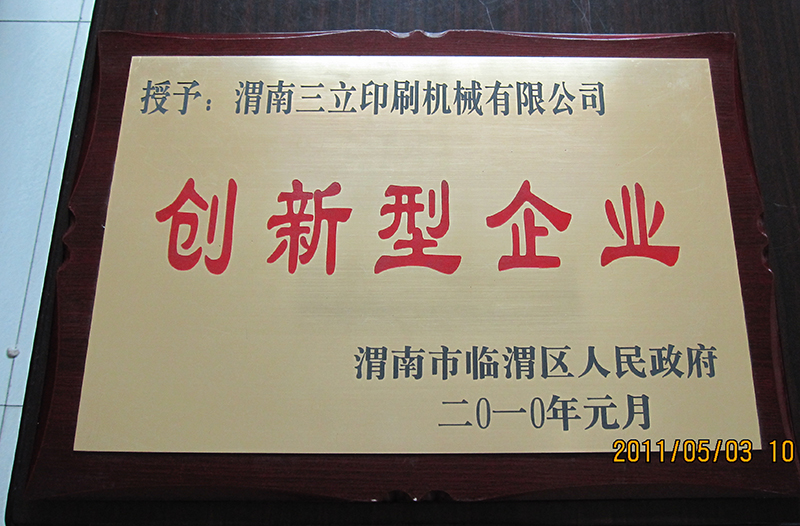 授予：渭南三立印刷机械有限公司
创新型企业
渭南市临渭区人民政府
二0一0年元月
2011/05/03 10